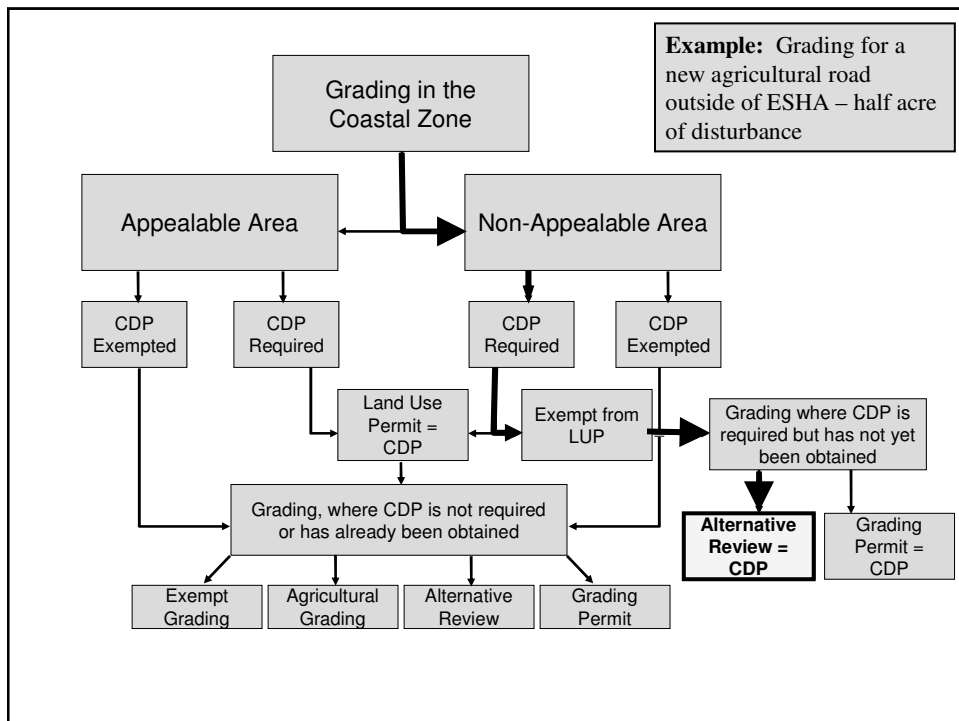 Example: Grading for a
new agricultural road
outside of ESHA – half acre
of disturbance
Grading in the
Coastal Zone
Appealable Area
Non-Appealable Area
CDP
Exempted
CDP
Required
CDP
Required
CDP
Exempted
Land Use
Permit =
CDP
Exempt from
LUP
Grading where CDP is
required but has not yet
been obtained
Grading, where CDP is not required
or has already been obtained
Alternative
Review =
CDP
Grading
Permit =
CDP
Exempt
Grading
Agricultural
Grading
Alternative
Review
Grading
Permit